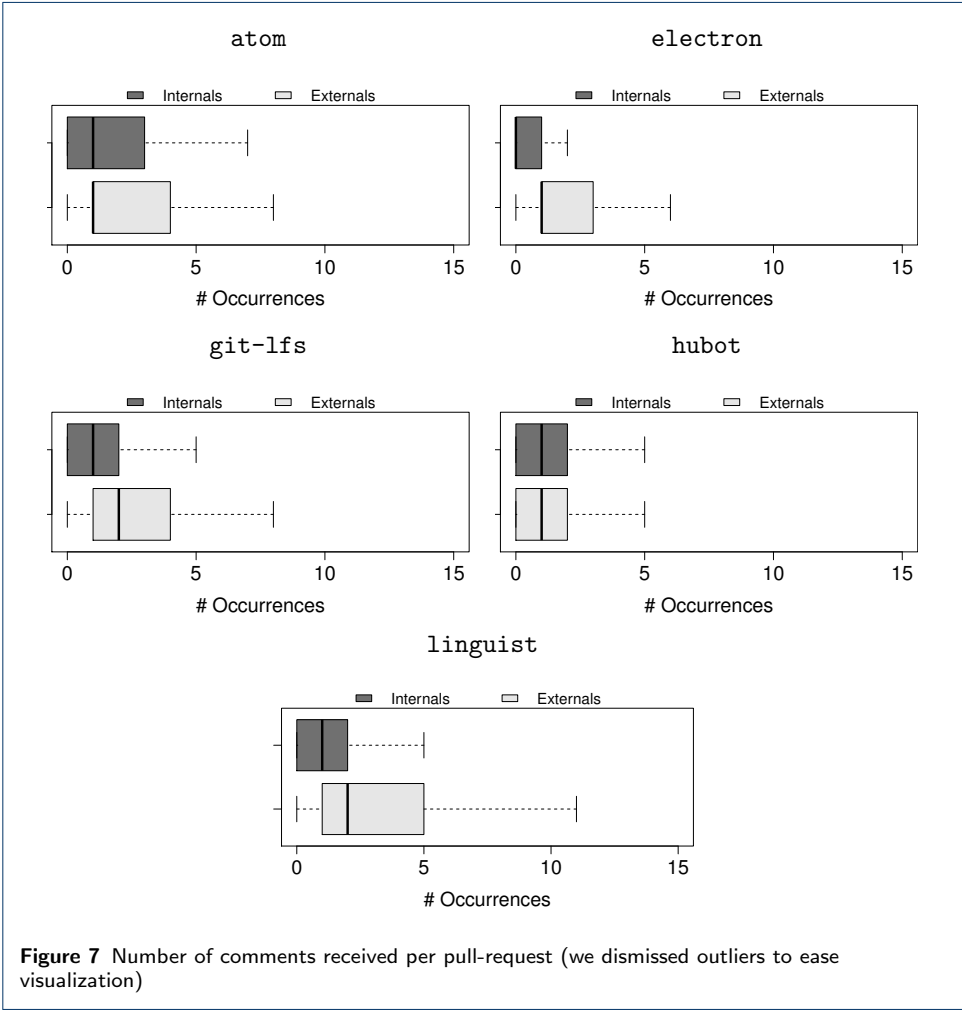 atom
electron
Internals Externals
Internals Externals
0 5 10 15
0 5 10 15
# Occurrences
# Occurrences
git-lfs
hubot
Internals Externals
Internals Externals
0 5 10 15
0 5 10 15
# Occurrences
# Occurrences
linguist
Internals Externals
0 5 10 15
# Occurrences
Figure 7 Number of comments received per pull-request (we dismissed outliers to ease
visualization)